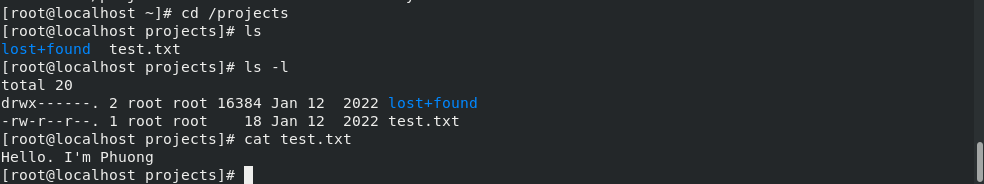 [root@localhost ~]# cd /projects
[root@localhost projects]# ls
lost+found  test.txt
[root@localhost projects]# ls -l
total 20
drwx------. 2 root root 16384 Jan 12  2022 lost+found
-rw-r--r--. 1 root root    18 Jan 12  2022 test.txt
[root@localhost projects]# cat test.txt
Hello. I'm Phuong
[root@localhost projects]#